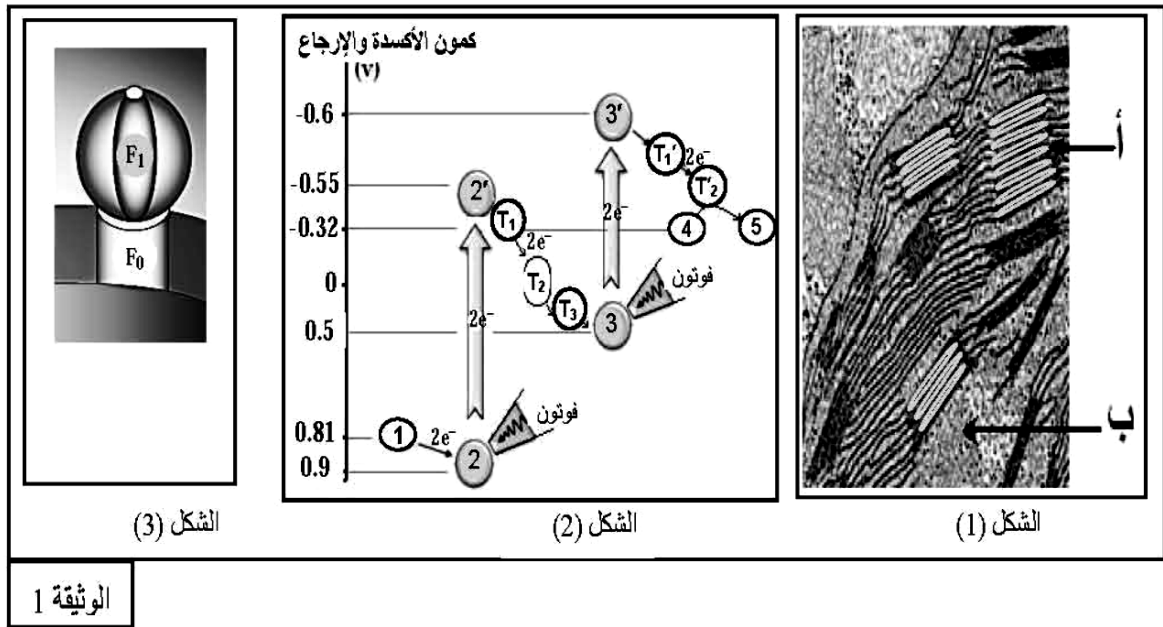 أ
ب
الشكل (1)
كمون الأكسدة والإرجاع
(v)
-0.6
-0.55
-0.32
0
0.5
0.81
0.9
3'
T₁'
2e⁻
T'₂
2'
T₁
2e⁻
4
5
2e⁻
T₂
فوتون
T₃
3
2e⁻
فوتون
1
2e⁻
2
الشكل (2)
F₁
F₀
الشكل (3)
الوثيقة 1